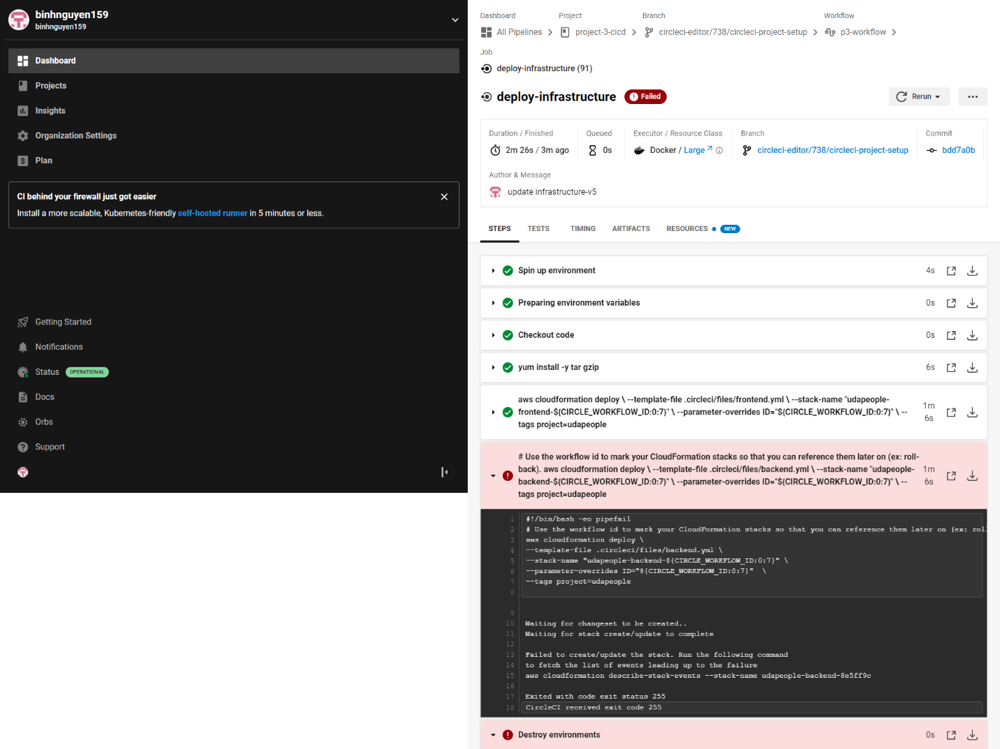 binhnguyen159
binhnguyen159
Dashboard
Projects
Insights
Organization Settings
$ Plan
CI behind your firewall just got easier
Install a more scalable, Kubernetes-friendly self-hosted runner in 5 minutes or less.
Getting Started
Notifications
Status OPERATIONAL
Docs
Orbs
Support
Dashboard Project Branch Workflow
All Pipelines project-3-cicd circleci-editor/738/circleci-project-setup p3-workflow
Job
deploy-infrastructure (91)
deploy-infrastructure Failed Rerun
Duration / Finished Queued Executor / Resource Class Branch Commit
2m 26s / 3m ago 0s Docker / Large circleci-editor/738/circleci-project-setup bdd7a0b
Author & Message
update infrastructure-v5
STEPS TESTS TIMING ARTIFACTS RESOURCES NEW
Spin up environment 4s
Preparing environment variables 0s
Checkout code 0s
yum install -y tar gzip 6s
aws cloudformation deploy \ --template-file .circleci/files/frontend.yml \ --stack-name "udapeople-
frontend-${CIRCLE_WORKFLOW_ID:0:7}" \ --parameter-overrides ID="${CIRCLE_WORKFLOW_ID:0:7}" \ --
tags project=udapeople
1m
6s
# Use the workflow id to mark your CloudFormation stacks so that you can reference them later on (ex: roll-
back). aws cloudformation deploy \ --template-file .circleci/files/backend.yml \ --stack-name "udapeople-
backend-${CIRCLE_WORKFLOW_ID:0:7}" \ --parameter-overrides ID="${CIRCLE_WORKFLOW_ID:0:7}" \ --
tags project=udapeople
1m
6s
1 #!/bin/bash -eo pipefail
2 # Use the workflow id to mark your CloudFormation stacks so that you can reference them later on (ex: roll
3 aws cloudformation deploy \
4 --template-file .circleci/files/backend.yml \
5 --stack-name "udapeople-backend-${CIRCLE_WORKFLOW_ID:0:7}" \
6 --parameter-overrides ID="${CIRCLE_WORKFLOW_ID:0:7}"  \
7 --tags project=udapeople
8
9
10 Waiting for changeset to be created..
11 Waiting for stack create/update to complete
12
13 Failed to create/update the stack. Run the following command
14 to fetch the list of events leading up to the failure
15 aws cloudformation describe-stack-events --stack-name udapeople-backend-8e5ff9c
16
17 Exited with code exit status 255
18 CircleCI received exit code 255
Destroy environments 0s